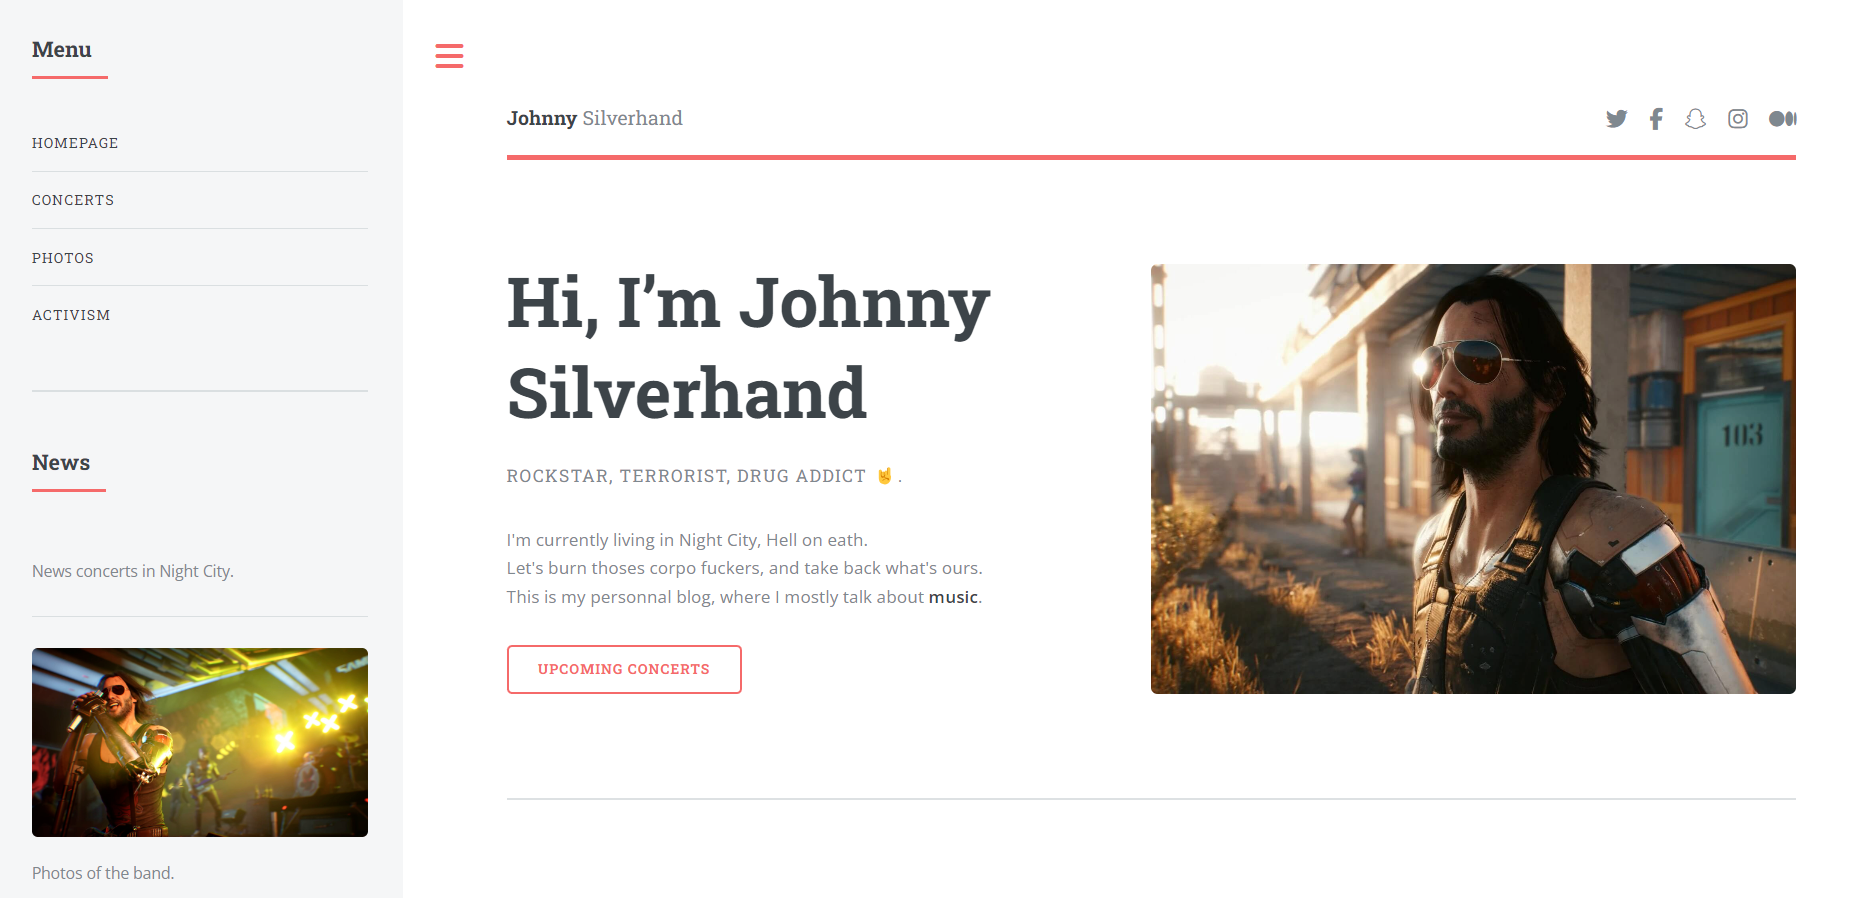 Menu
HOMEPAGE
CONCERTS
PHOTOS
ACTIVISM
News
News concerts in Night City.
Photos of the band.
Johnny Silverhand
Hi, I’m Johnny
Silverhand
ROCKSTAR, TERRORIST, DRUG ADDICT 🤘.
I'm currently living in Night City, Hell on eath.
Let's burn thoses corpo fuckers, and take back what's ours.
This is my personnal blog, where I mostly talk about music.
UPCOMING CONCERTS
103